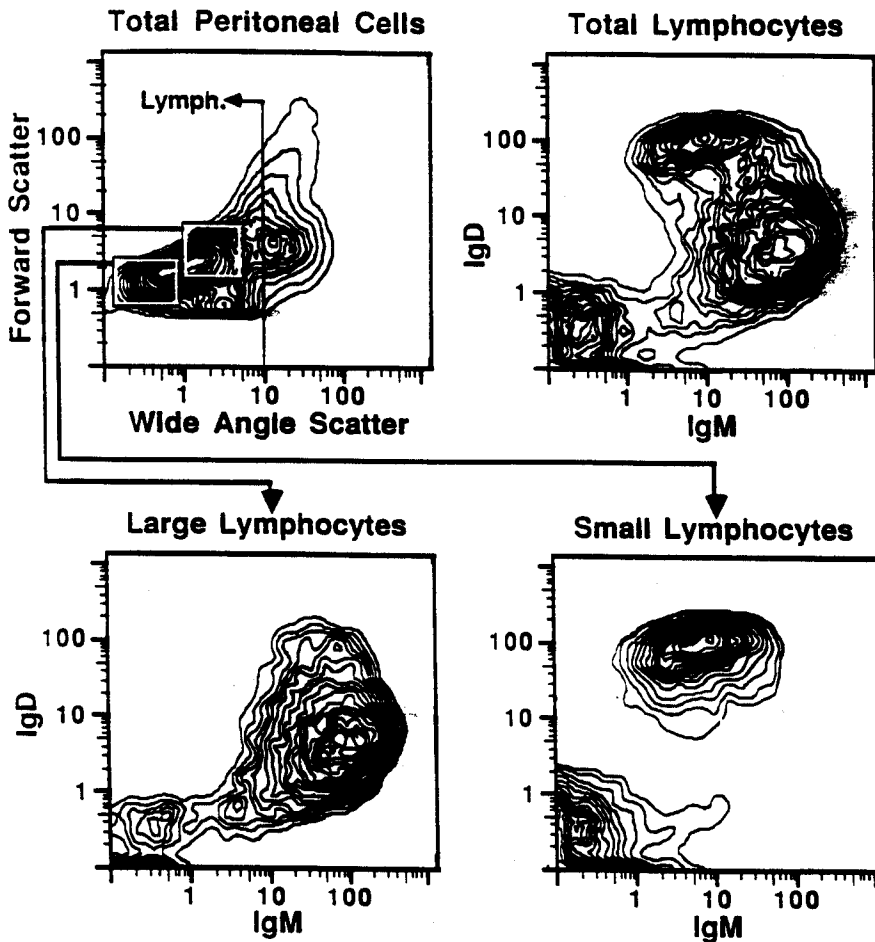 Total Peritoneal Cells
Total Lymphocytes
Lymph.
Forward Scatter
100
10
1
1
10
100
Wide Angle Scatter
IgD
100
10
1
1
10
100
IgM
Large Lymphocytes
Small Lymphocytes
IgD
100
10
1
1
10
100
IgM
100
10
1
1
10
100
IgM